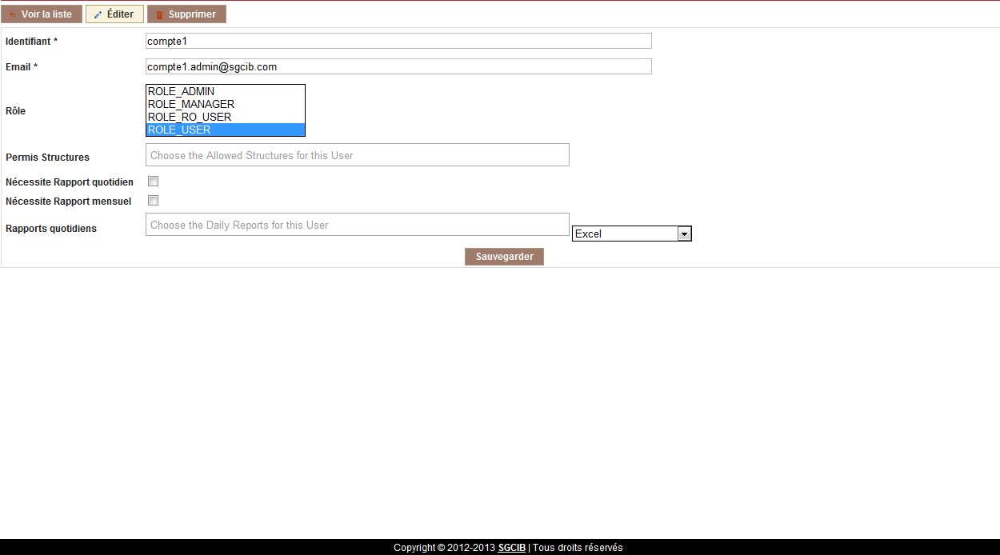 Voir la liste Éditer Supprimer
Identifiant * compte1
Email * compte1.admin@sgcib.com
ROLE_ADMIN
ROLE_MANAGER
Rôle
ROLE_RO_USER
ROLE_USER
Permis Structures Choose the Allowed Structures for this User
Nécessite Rapport quotidien
Nécessite Rapport mensuel
Rapports quotidiens Choose the Daily Reports for this User Excel
Sauvegarder
Copyright © 2012-2013 SGCIB | Tous droits réservés